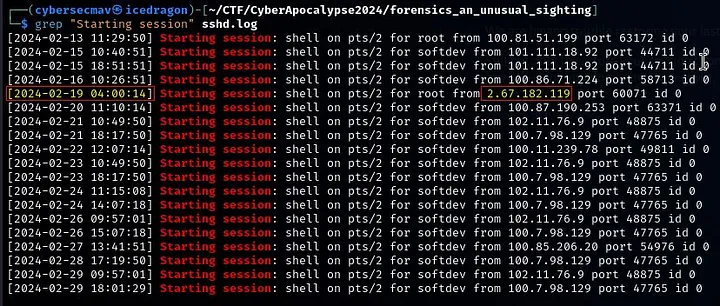 ┌──(cybersecmav㉿icedragon)-[~/CTF/CyberApocalypse2024/forensics_an_unusual_sighting]
└─$ grep "Starting session" sshd.log
[2024-02-13 11:29:50] Starting session: shell on pts/2 for root from 100.81.51.199 port 63172 id 0
[2024-02-15 10:40:51] Starting session: shell on pts/2 for softdev from 101.111.18.92 port 44711 id 0
[2024-02-15 18:51:51] Starting session: shell on pts/2 for softdev from 101.111.18.92 port 44711 id 0
[2024-02-16 10:26:51] Starting session: shell on pts/2 for softdev from 100.86.71.224 port 58713 id 0
[2024-02-19 04:00:14] Starting session: shell on pts/2 for root from 2.67.182.119 port 60071 id 0
[2024-02-20 11:10:14] Starting session: shell on pts/2 for softdev from 100.87.190.253 port 63371 id 0
[2024-02-21 10:49:50] Starting session: shell on pts/2 for softdev from 102.11.76.9 port 48875 id 0
[2024-02-21 18:17:50] Starting session: shell on pts/2 for softdev from 100.7.98.129 port 47765 id 0
[2024-02-22 12:07:14] Starting session: shell on pts/2 for softdev from 100.11.239.78 port 49811 id 0
[2024-02-23 10:49:50] Starting session: shell on pts/2 for softdev from 102.11.76.9 port 48875 id 0
[2024-02-23 18:17:50] Starting session: shell on pts/2 for softdev from 100.7.98.129 port 47765 id 0
[2024-02-24 11:15:08] Starting session: shell on pts/2 for softdev from 102.11.76.9 port 48875 id 0
[2024-02-24 14:07:18] Starting session: shell on pts/2 for softdev from 100.7.98.129 port 47765 id 0
[2024-02-26 09:57:01] Starting session: shell on pts/2 for softdev from 102.11.76.9 port 48875 id 0
[2024-02-26 15:07:18] Starting session: shell on pts/2 for softdev from 100.7.98.129 port 47765 id 0
[2024-02-27 13:41:51] Starting session: shell on pts/2 for softdev from 100.85.206.20 port 54976 id 0
[2024-02-28 17:19:50] Starting session: shell on pts/2 for softdev from 100.7.98.129 port 47765 id 0
[2024-02-29 09:57:01] Starting session: shell on pts/2 for softdev from 102.11.76.9 port 48875 id 0
[2024-02-29 18:01:29] Starting session: shell on pts/2 for softdev from 100.7.98.129 port 47765 id 0